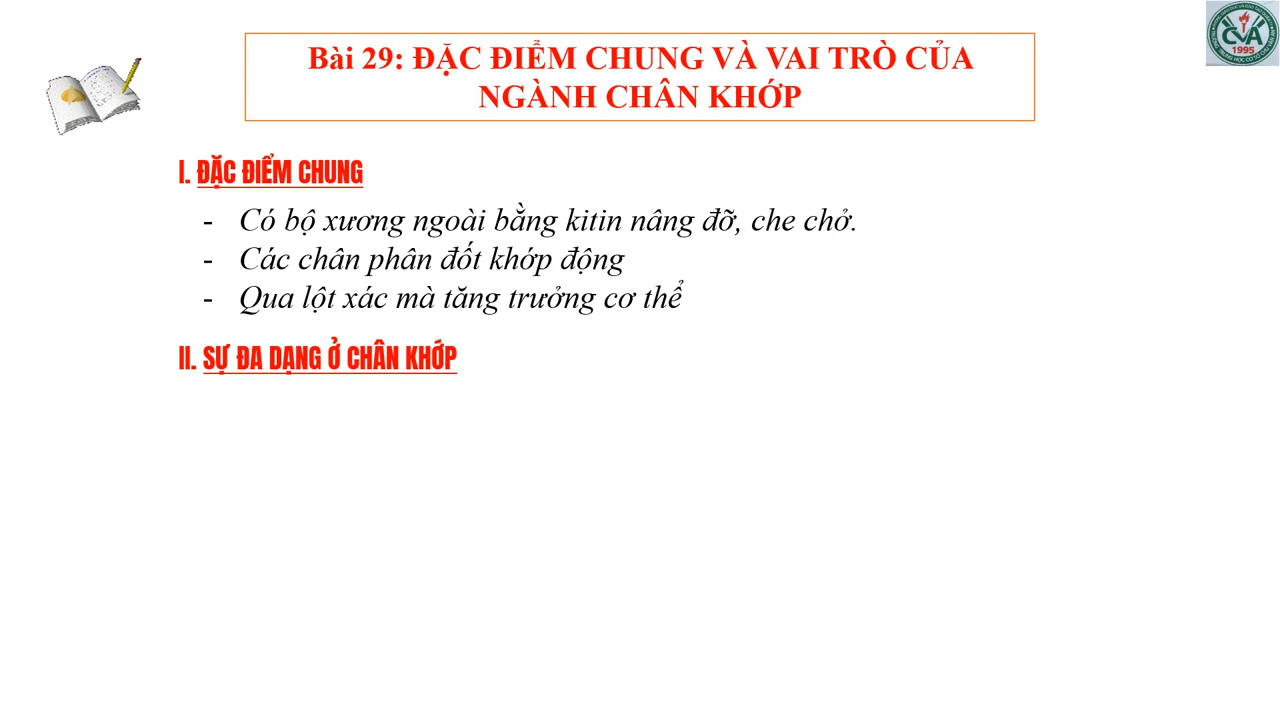 Bài 29: ĐẶC ĐIỂM CHUNG VÀ VAI TRÒ CỦA
NGÀNH CHÂN KHỚP
CVA
1995
I. ĐẶC ĐIỂM CHUNG
- Có bộ xương ngoài bằng kitin nâng đỡ, che chở.
- Các chân phân đốt khớp động
- Qua lột xác mà tăng trưởng cơ thể
II. SỰ ĐA DẠNG Ở CHÂN KHỚP